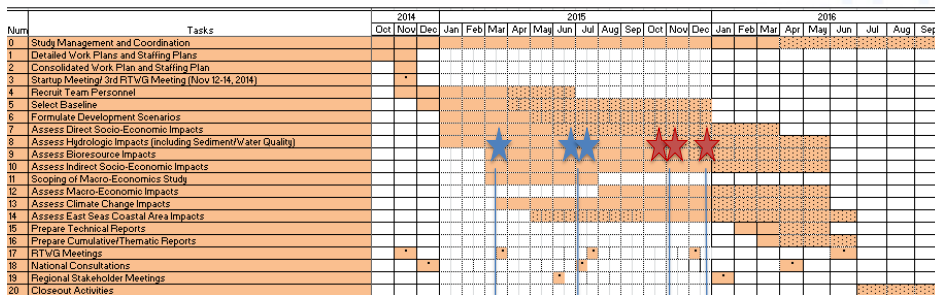 2014 2015 2016
Num Tasks Oct Nov Dec Jan Feb Mar Apr May Jun Jul Aug Sep Oct Nov Dec Jan Feb Mar Apr May Jun Jul Aug Sep
0 Study Management and Coordination
1 Detailed Work Plans and Staffing Plans
2 Consolidated Work Plan and Staffing Plan
3 Startup Meeting/ 3rd RTWG Meeting (Nov 12-14, 2014)
4 Recruit Team Personnel
5 Select Baseline
6 Formulate Development Scenarios
7 Assess Direct Socio-Economic Impacts
8 Assess Hydrologic Impacts (including Sediment/Water Quality)
9 Assess Bioresource Impacts
10 Assess Indirect Socio-Economic Impacts
11 Scoping of Macro-Economics Study
12 Assess Macro-Economic Impacts
13 Assess Climate Change Impacts
14 Assess East Seas Coastal Area Impacts
15 Prepare Technical Reports
16 Prepare Cumulative/Thematic Reports
17 RTWG Meetings
18 National Consultations
19 Regional Stakeholder Meetings
20 Closeout Activities